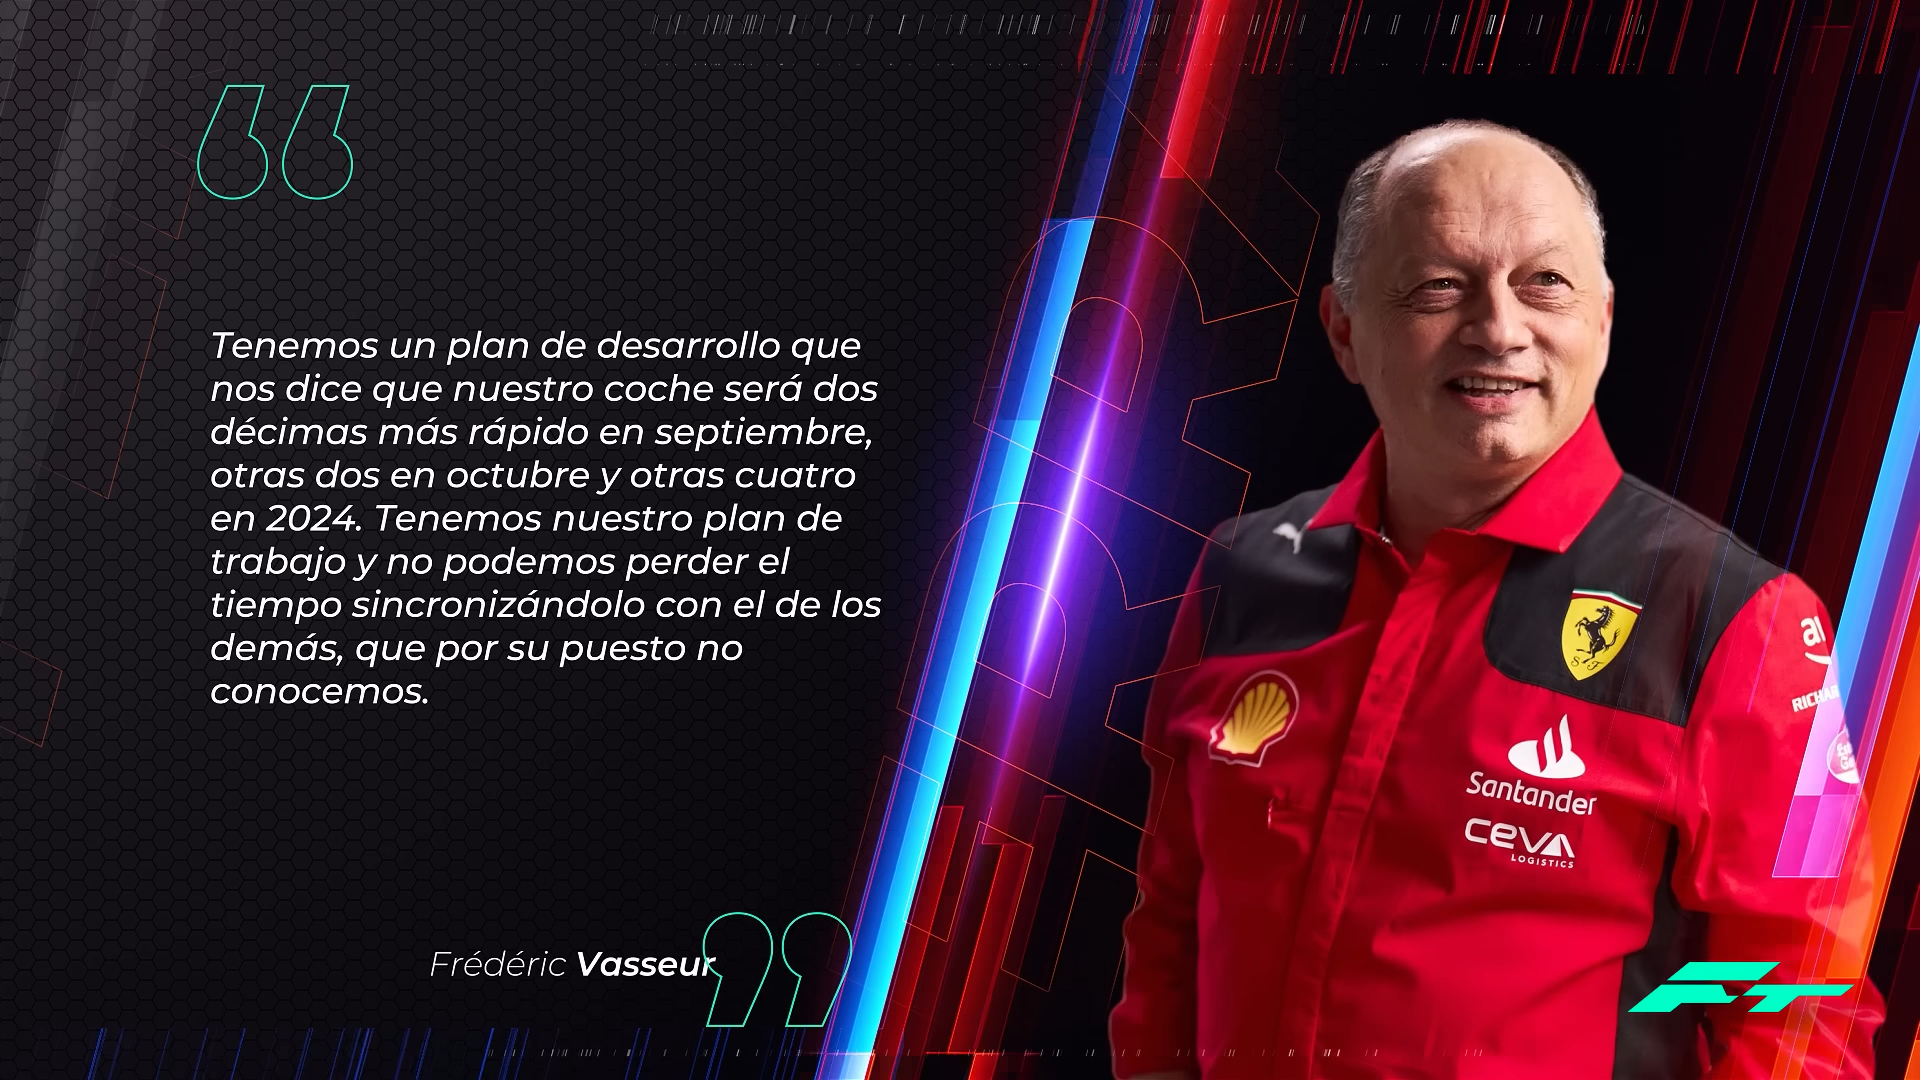 Tenemos un plan de desarrollo que
nos dice que nuestro coche será dos
décimas más rápido en septiembre,
otras dos en octubre y otras cuatro
en 2024. Tenemos nuestro plan de
trabajo y no podemos perder el
tiempo sincronizándolo con el de los
demás, que por su puesto no
conocemos.
Frédéric Vasseur
S F
Santander
CEVA
LOGISTICS
FT